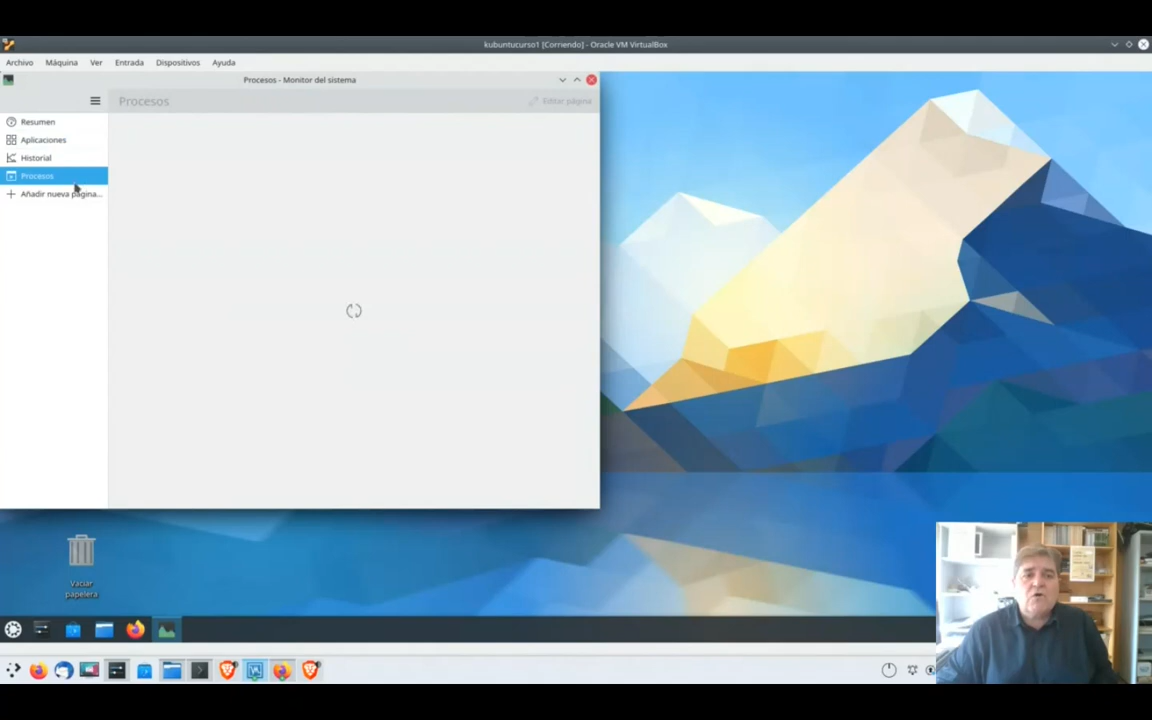 kubuntucurso1 [Corriendo] - Oracle VM VirtualBox
Archivo Máquina Ver Entrada Dispositivos Ayuda
Procesos - Monitor del sistema
Procesos
Editar página
Resumen
Aplicaciones
Historial
Procesos
Añadir nueva página...
Vaciar
papelera